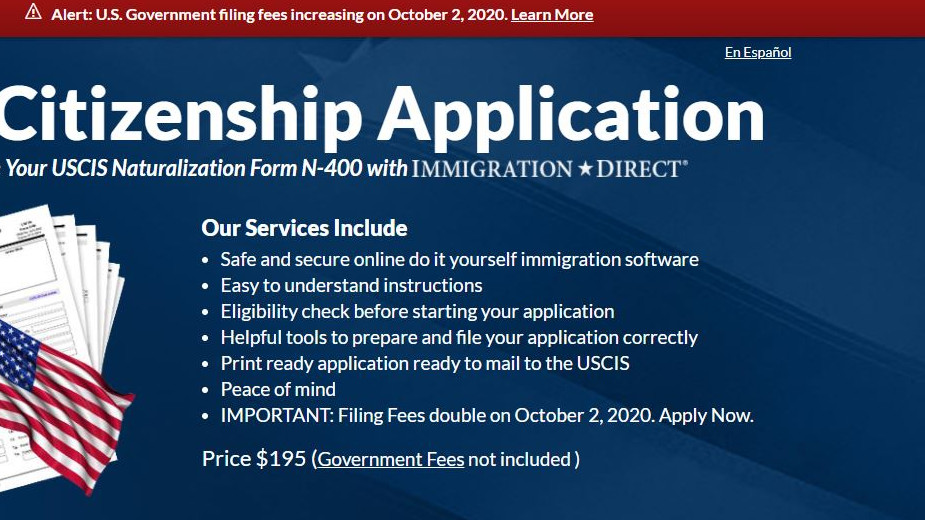 Alert: U.S. Government filing fees increasing on October 2, 2020. Learn More
En Español
Citizenship Application
Your USCIS Naturalization Form N-400 with IMMIGRATION★DIRECT®
Our Services Include
• Safe and secure online do it yourself immigration software
• Easy to understand instructions
• Eligibility check before starting your application
• Helpful tools to prepare and file your application correctly
• Print ready application ready to mail to the USCIS
• Peace of mind
• IMPORTANT: Filing Fees double on October 2, 2020. Apply Now.
Price $195 (Government Fees not included )